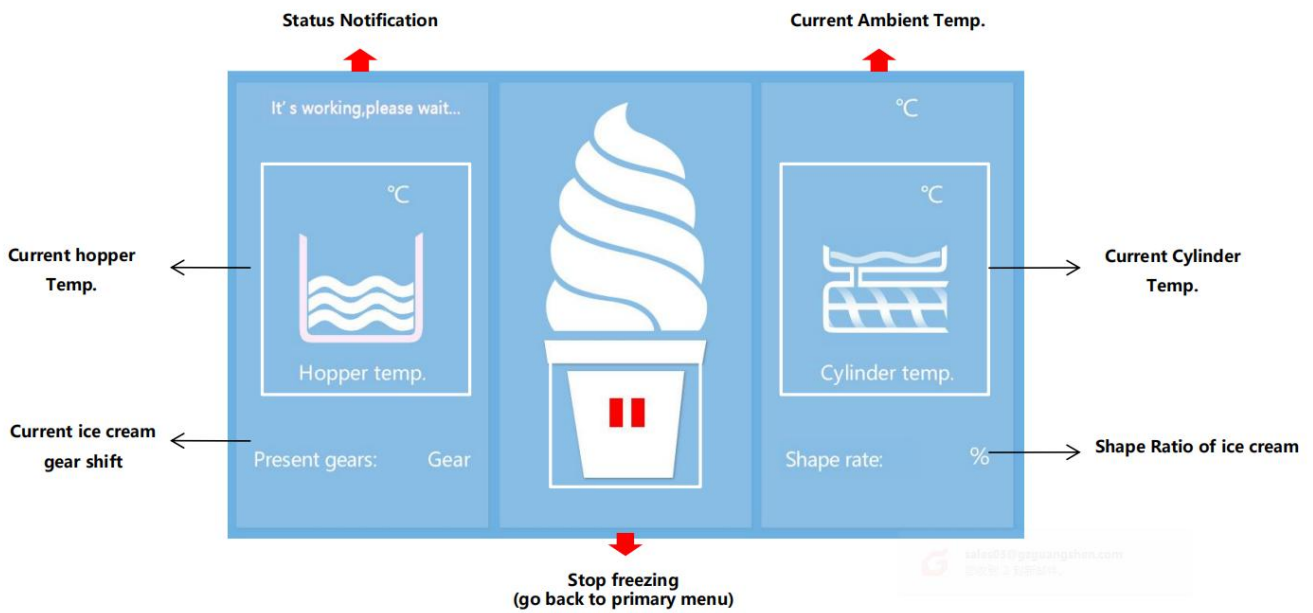 Status Notification
Current Ambient Temp.
It's working,please wait...
℃
℃
℃
Current hopper
Temp.
Current Cylinder
Temp.
Hopper temp.
Cylinder temp.
Current ice cream
gear shift
Present gears: Gear
Shape rate: %
Shape Ratio of ice cream
Stop freezing
(go back to primary menu)